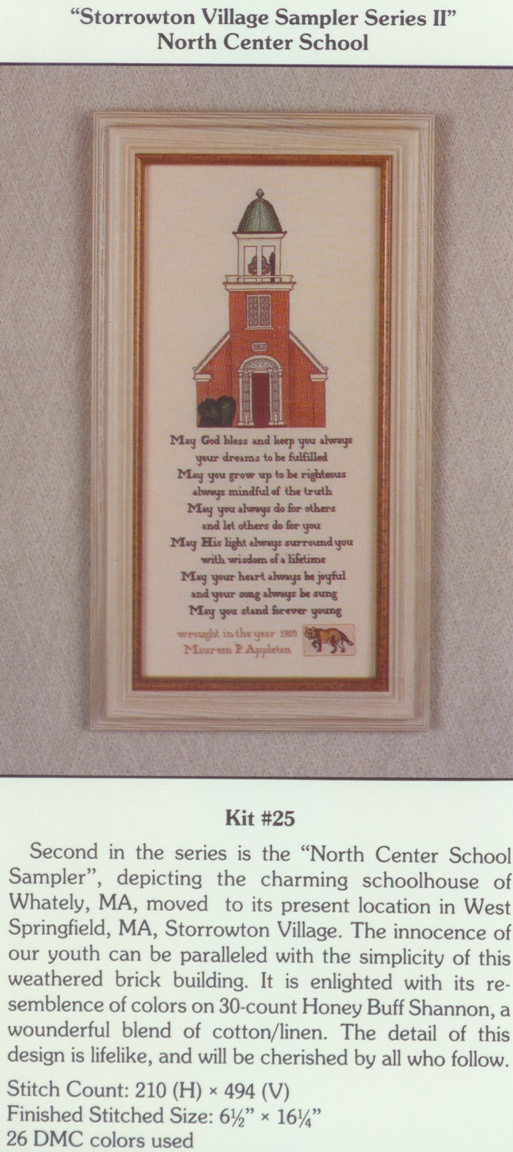 “Storrowton Village Sampler Series II”
North Center School
May God bless and keep you always
your dreams to be fulfilled
May you grow up to be righteous
always mindful of the truth
May you always do for others
and let others do for you
May His light always surround you
with wisdom of a lifetime
May your heart always be joyful
and your song always be sung
May you stand forever young
wrought in the year 1989
Maureen P Appleton
Kit #25
Second in the series is the “North Center School
Sampler”, depicting the charming schoolhouse of
Whately, MA, moved to its present location in West
Springfield, MA, Storrowton Village. The innocence of
our youth can be paralleled with the simplicity of this
weathered brick building. It is enlighted with its re-
semblence of colors on 30-count Honey Buff Shannon, a
wounderful blend of cotton/linen. The detail of this
design is lifelike, and will be cherished by all who follow.
Stitch Count: 210 (H) × 494 (V)
Finished Stitched Size: 6½” × 16¼”
26 DMC colors used